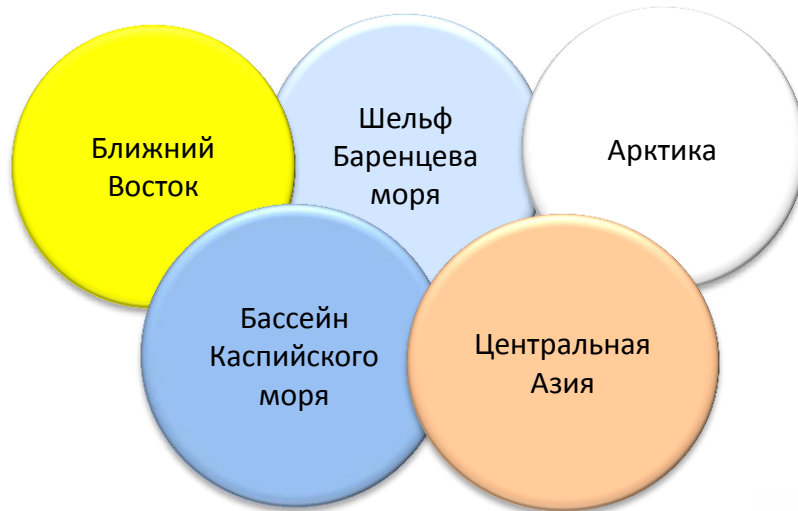 Ближний
Восток
Шельф
Баренцева
моря
Арктика
Бассейн
Каспийского
моря
Центральная
Азия